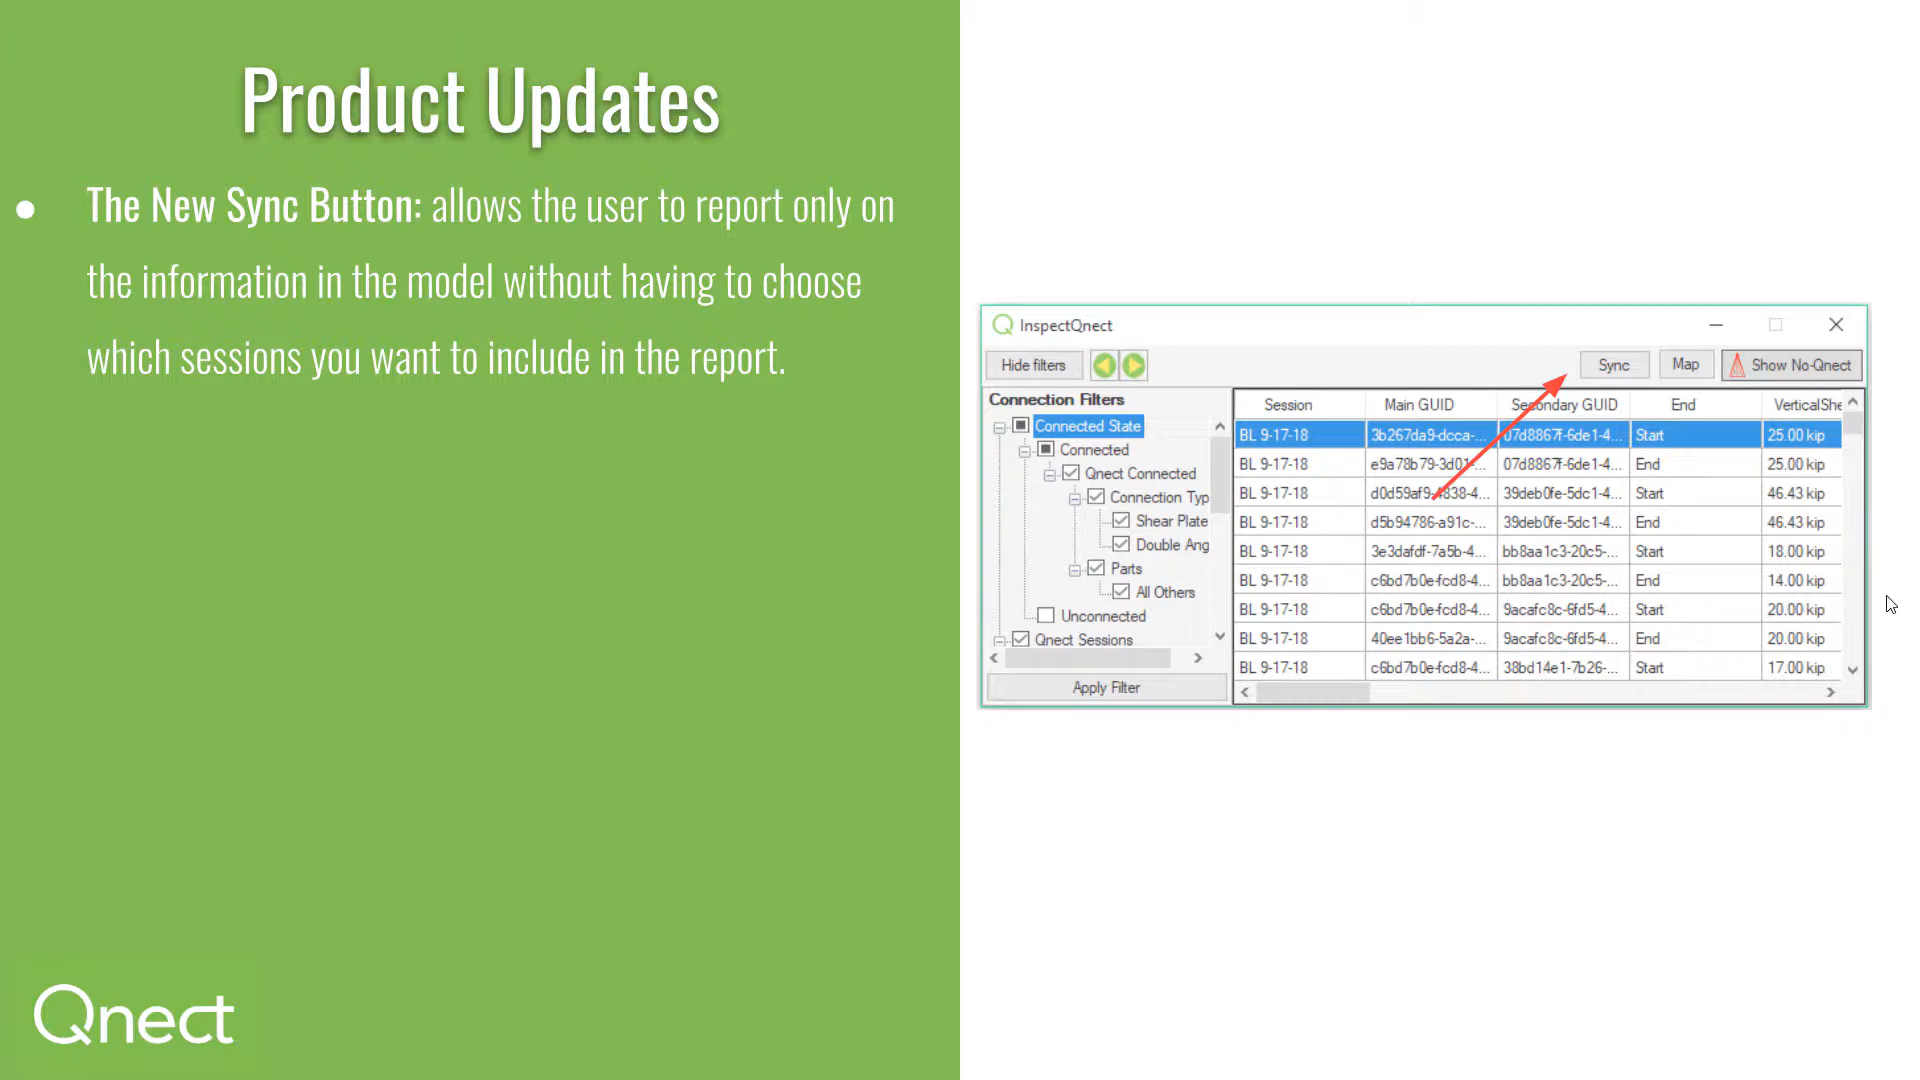 Product Updates
● The New Sync Button: allows the user to report only on
the information in the model without having to choose
which sessions you want to include in the report.
Qnect
InspectQnect
Hide filters
Sync
Map
Show No-Qnect
Connection Filters
Connected State
Connected
Qnect Connected
Connection Typ
Shear Plate
Double Ang
Parts
All Others
Unconnected
Qnect Sessions
Apply Filter
Session Main GUID Secondary GUID End VerticalShe
BL 9-17-18 3b267da9-dcca-... 07d8867f-6de1-4... Start 25.00 kip
BL 9-17-18 e9a78b79-3d01-... 07d8867f-6de1-4... End 25.00 kip
BL 9-17-18 d0d59af9-4838-4... 39deb0fe-5dc1-4... Start 46.43 kip
BL 9-17-18 d5b94786-a91c-... 39deb0fe-5dc1-4... End 46.43 kip
BL 9-17-18 3e3dafdf-7a5b-4... bb8aa1c3-20c5-... Start 18.00 kip
BL 9-17-18 c6bd7b0e-fcd8-4... bb8aa1c3-20c5-... End 14.00 kip
BL 9-17-18 c6bd7b0e-fcd8-4... 9acafc8c-6fd5-4... Start 20.00 kip
BL 9-17-18 40ee1bb6-5a2a-... 9acafc8c-6fd5-4... End 20.00 kip
BL 9-17-18 c6bd7b0e-fcd8-4... 38bd14e1-7b26-... Start 17.00 kip